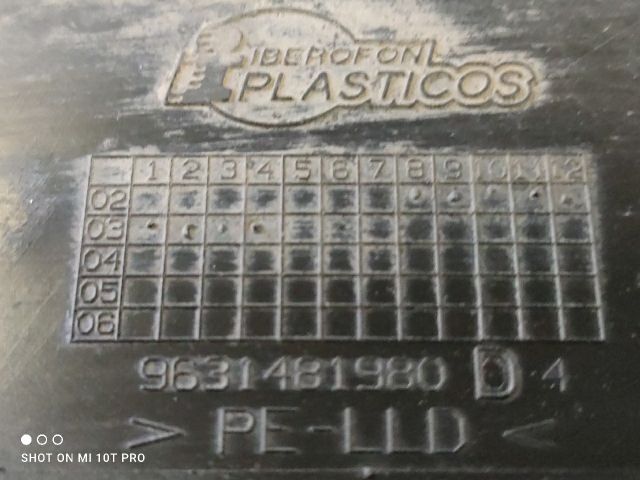 IBEROFON
PLASTICOS
1 2 3 4 5 6 7 8 9 10 11 12
02
03
04
05
06
9631481980 D 4
> PE-LLD <
SHOT ON MI 10T PRO